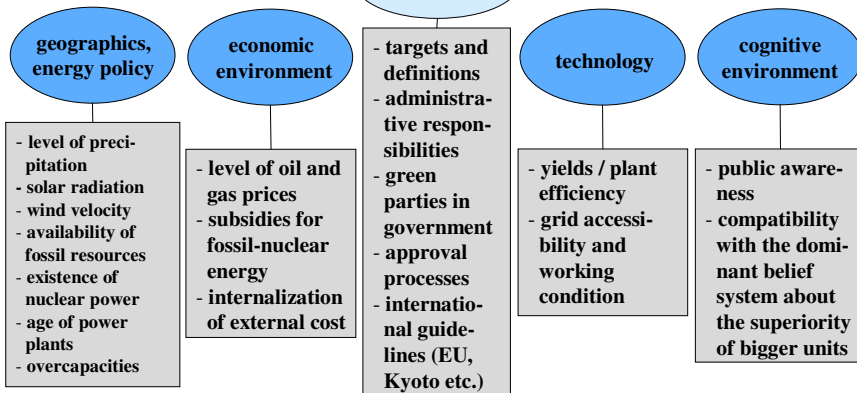 geographics,
energy policy
- level of preci-
pitation
- solar radiation
- wind velocity
- availability of
fossil resources
- existence of
nuclear power
- age of power
plants
- overcapacities
economic
environment
- level of oil and
gas prices
- subsidies for
fossil-nuclear
energy
- internalization
of external cost
- targets and
definitions
- administra-
tive respon-
sibilities
- green
parties in
government
- approval
processes
- internatio-
nal guide-
lines (EU,
Kyoto etc.)
technology
- yields / plant
efficiency
- grid accessi-
bility and
working
condition
cognitive
environment
- public aware-
ness
- compatibility
with the domi-
nant belief
system about
the superiority
of bigger units